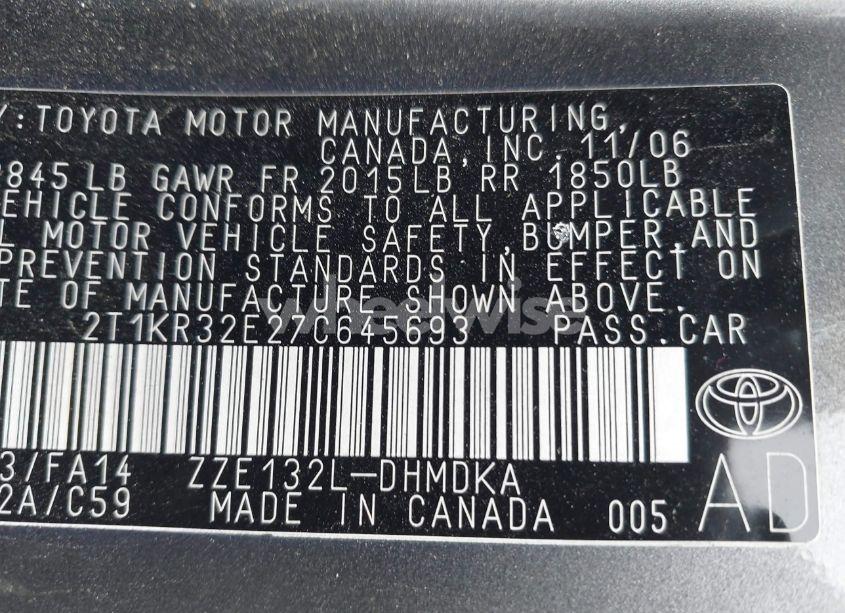 Y:TOYOTA MOTOR MANUFACTURING,
CANADA,INC. 11/06
845 LB GAWR FR 2015LB RR 1850LB
EHICLE CONFORMS TO ALL APPLICABLE
L MOTOR VEHICLE SAFETY,BUMPER,AND
PREVENTION STANDARDS IN EFFECT ON
TE OF MANUFACTURE SHOWN ABOVE.
wheelwise
2T1KR32E27C645693 PASS.CAR
3/FA14 ZZE132L-DHMDKA
2A/C59 MADE IN CANADA 005 AD